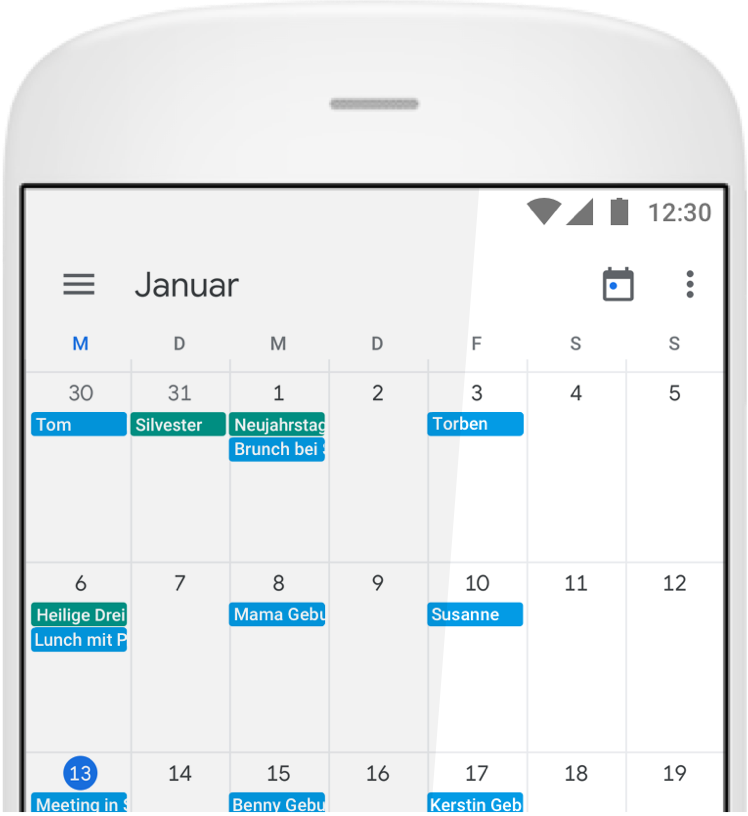 12:30
Januar
M D M D F S S
30 31 1 2 3 4 5
Tom Silvester Neujahrstag Torben
Brunch bei
6 7 8 9 10 11 12
Heilige Drei Mama Gebu Susanne
Lunch mit P
13 14 15 16 17 18 19
Meeting in S Benny Gebu Kerstin Geb